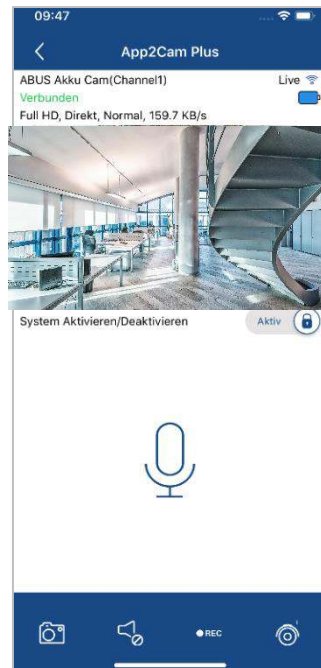 09:47
App2Cam Plus
ABUS Akku Cam(Channel1) Live
Verbunden
Full HD, Direkt, Normal, 159.7 KB/s
System Aktivieren/Deaktivieren Aktiv
REC